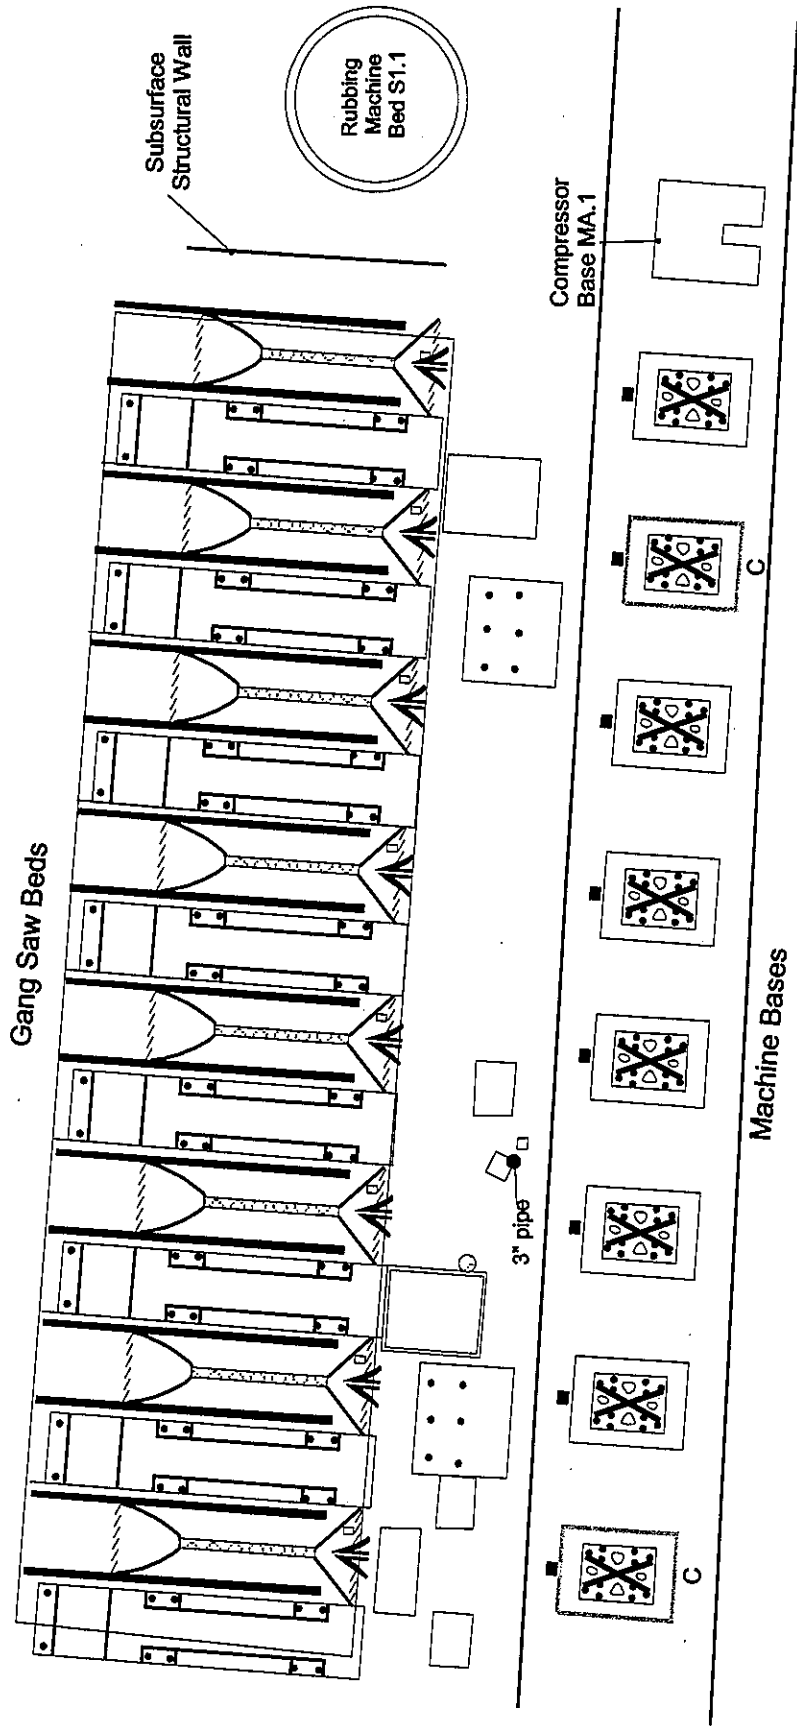 Subsurface
Structural Wall
Rubbing
Machine
Bed S1.1
Compressor
Base MA.1
Gang Saw Beds
C
3" pipe
Machine Bases
C